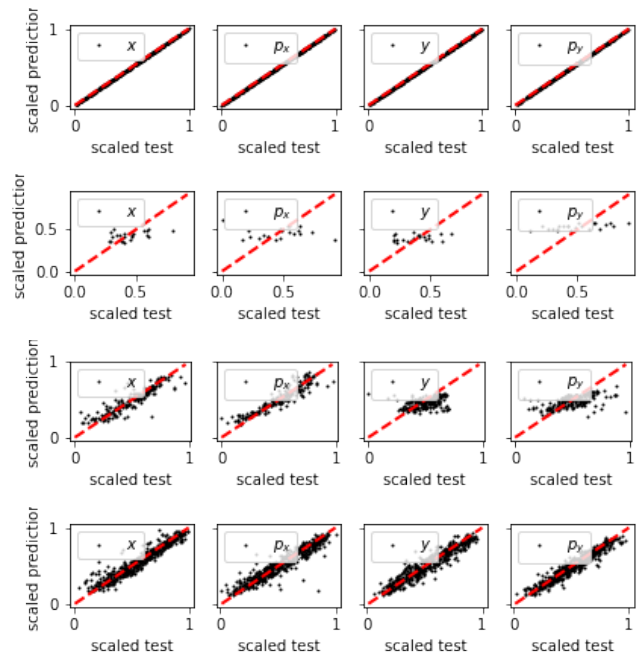 scaled prediction
1
0
x
p_x
y
p_y
0 1 0 1 0 1 0 1
scaled test scaled test scaled test scaled test
scaled prediction
0.5
0.0
x
p_x
y
p_y
0.0 0.5 0.0 0.5 0.0 0.5 0.0 0.5
scaled test scaled test scaled test scaled test
scaled prediction
1
0
x
p_x
y
p_y
0 1 0 1 0 1 0 1
scaled test scaled test scaled test scaled test
scaled prediction
1
0
x
p_x
y
p_y
0 1 0 1 0 1 0 1
scaled test scaled test scaled test scaled test